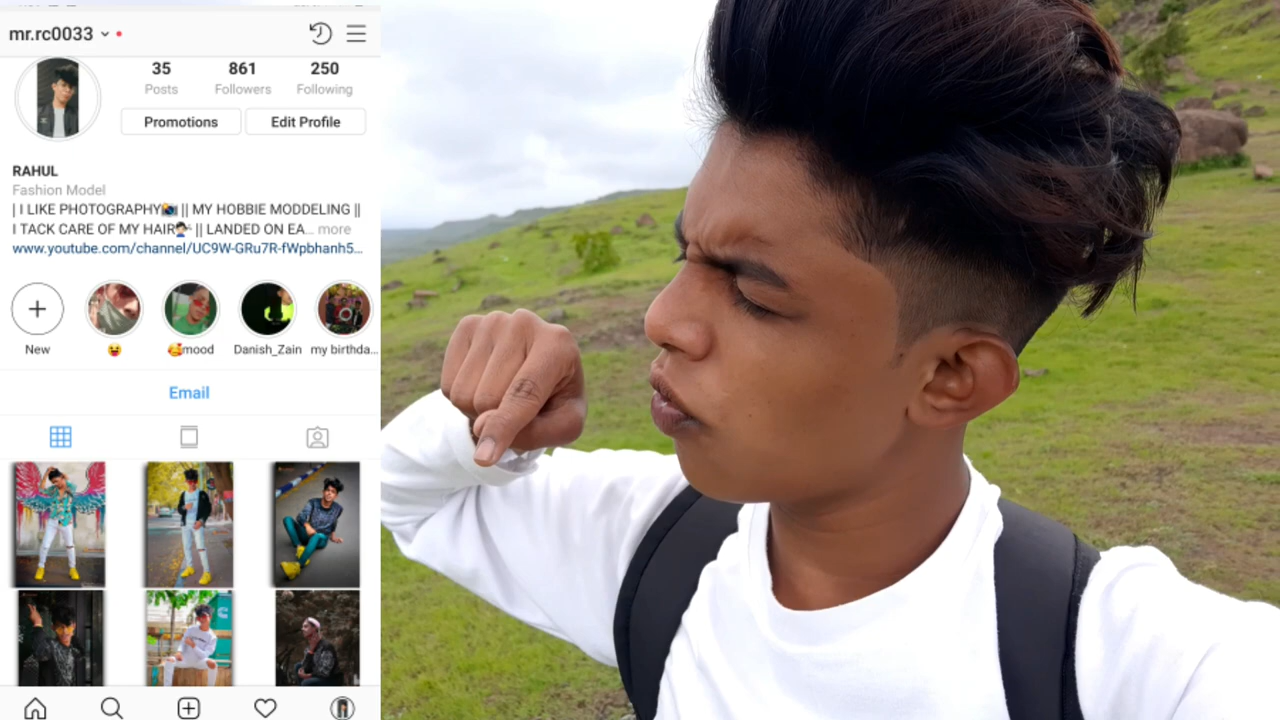 mr.rc0033
35 861 250
Posts Followers Following
Promotions Edit Profile
RAHUL
Fashion Model
| I LIKE PHOTOGRAPHY📸 || MY HOBBIE MODDELING ||
I TACK CARE OF MY HAIR💇‍♂️ || LANDED ON EA... more
www.youtube.com/channel/UC9W-GRu7R-fWpbhanh5...
New 😝 🥰mood Danish_Zain my birthda...
Email